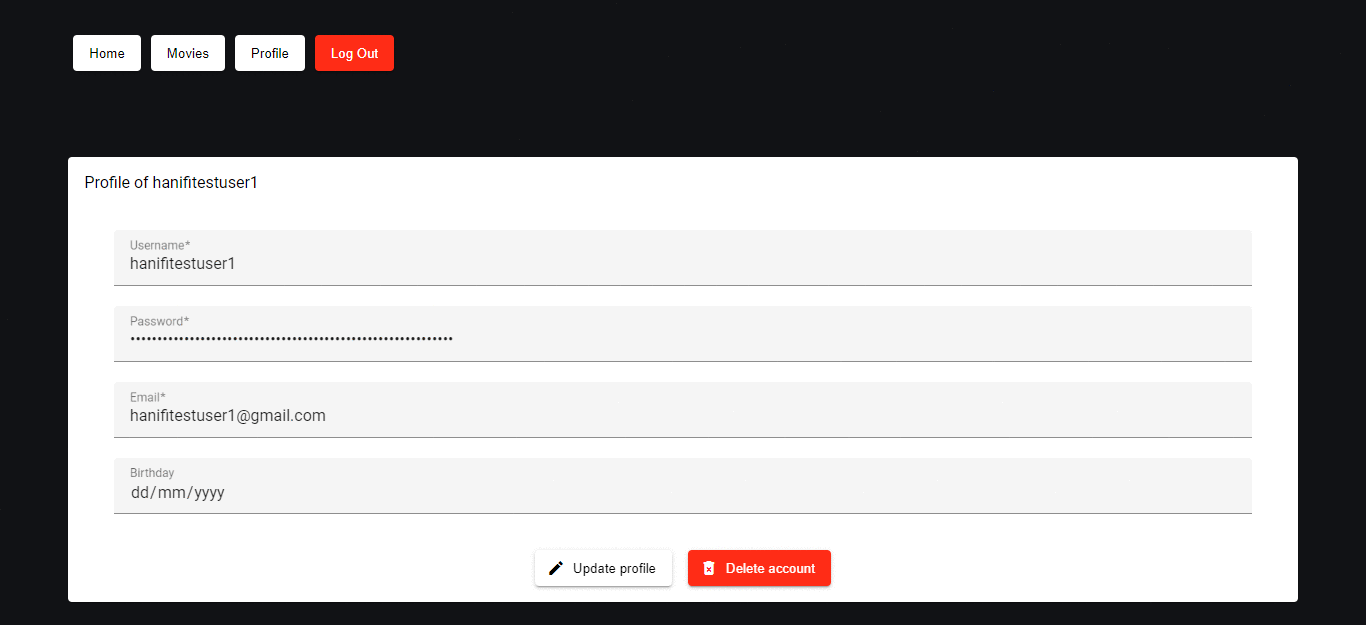 Home Movies Profile Log Out
Profile of hanifitestuser1
Username*
hanifitestuser1
Password*
••••••••••••••••••••••••••••••••••••••••••••••••••••••••••••
Email*
hanifitestuser1@gmail.com
Birthday
dd/mm/yyyy
Update profile Delete account